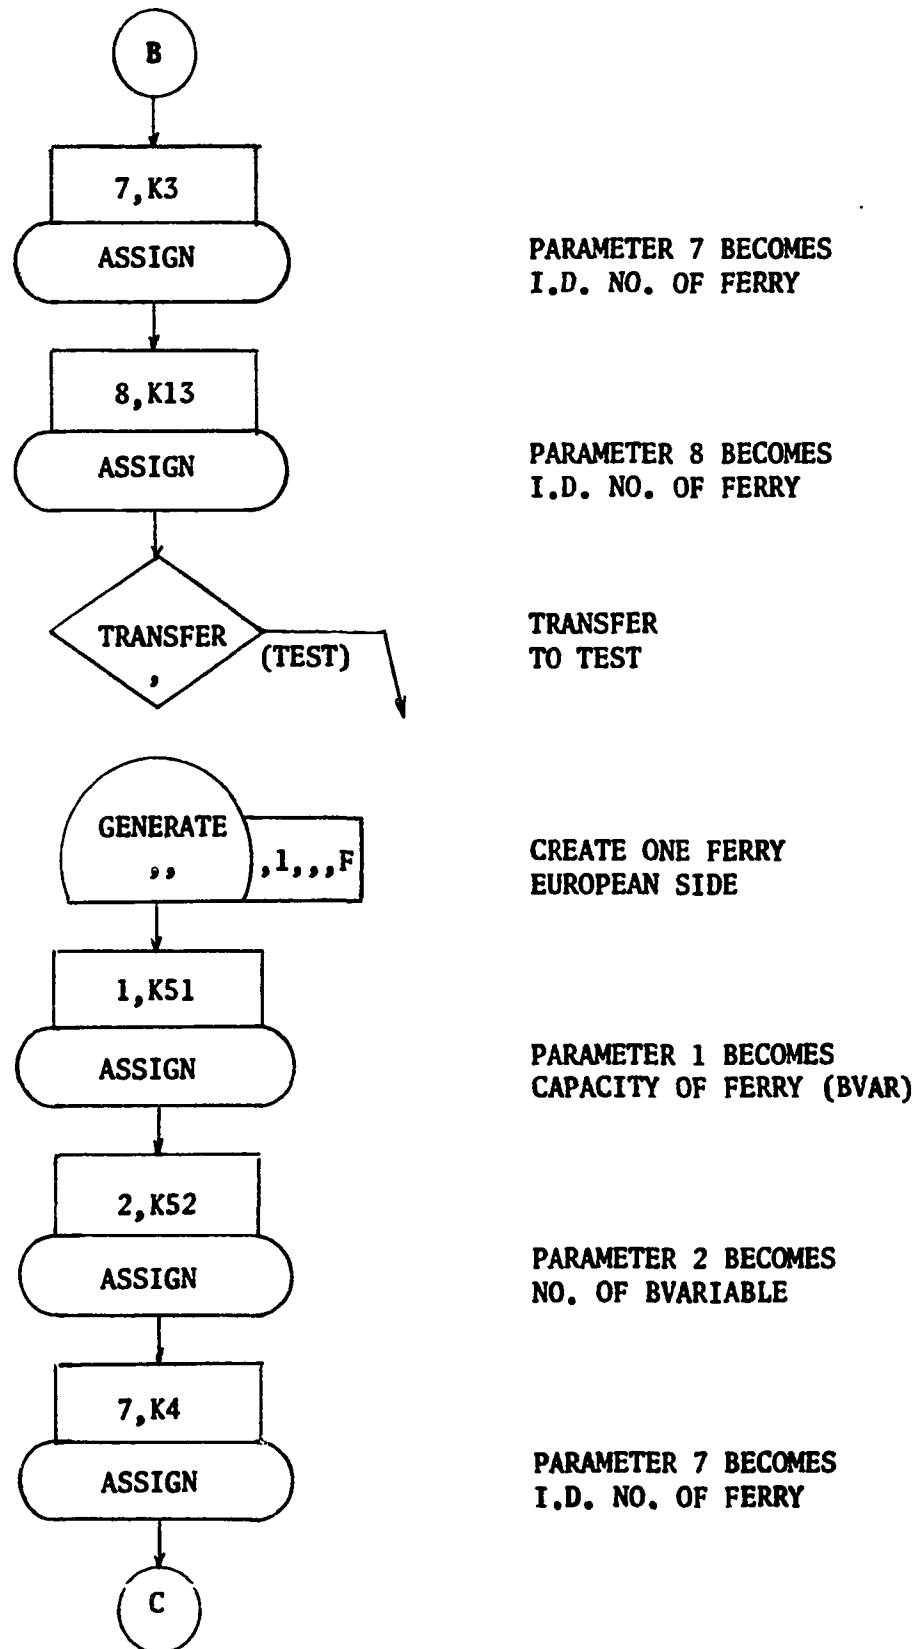 B
7,K3
ASSIGN
PARAMETER 7 BECOMES
I.D. NO. OF FERRY
8,K13
ASSIGN
PARAMETER 8 BECOMES
I.D. NO. OF FERRY
TRANSFER
,
(TEST)
TRANSFER
TO TEST
GENERATE
,,
,1,,,F
CREATE ONE FERRY
EUROPEAN SIDE
1,K51
ASSIGN
PARAMETER 1 BECOMES
CAPACITY OF FERRY (BVAR)
2,K52
ASSIGN
PARAMETER 2 BECOMES
NO. OF BVARIABLE
7,K4
ASSIGN
PARAMETER 7 BECOMES
I.D. NO. OF FERRY
C